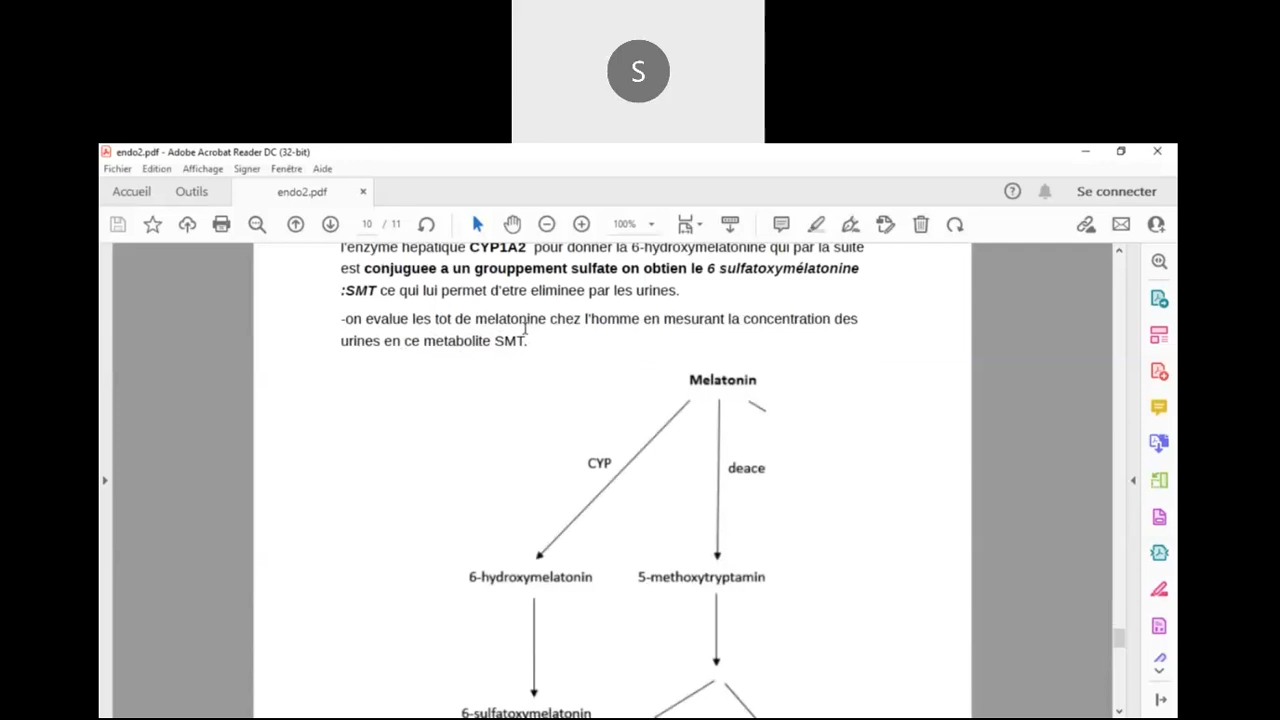 S
endo2.pdf - Adobe Acrobat Reader DC (32-bit)
Fichier Edition Affichage Signer Fenêtre Aide
Accueil Outils endo2.pdf × Se connecter
10 / 11 100%
l'enzyme hepatique CYP1A2 pour donner la 6-hydroxymelatonine qui par la suite
est conjuguee a un grouppement sulfate on obtien le 6 sulfatoxymélatonine
:SMT ce qui lui permet d'etre eliminee par les urines.
-on evalue les tot de melatonine chez l'homme en mesurant la concentration des
urines en ce metabolite SMT.
Melatonin
CYP
deace
6-hydroxymelatonin 5-methoxytryptamin
6-sulfatoxymelatonin